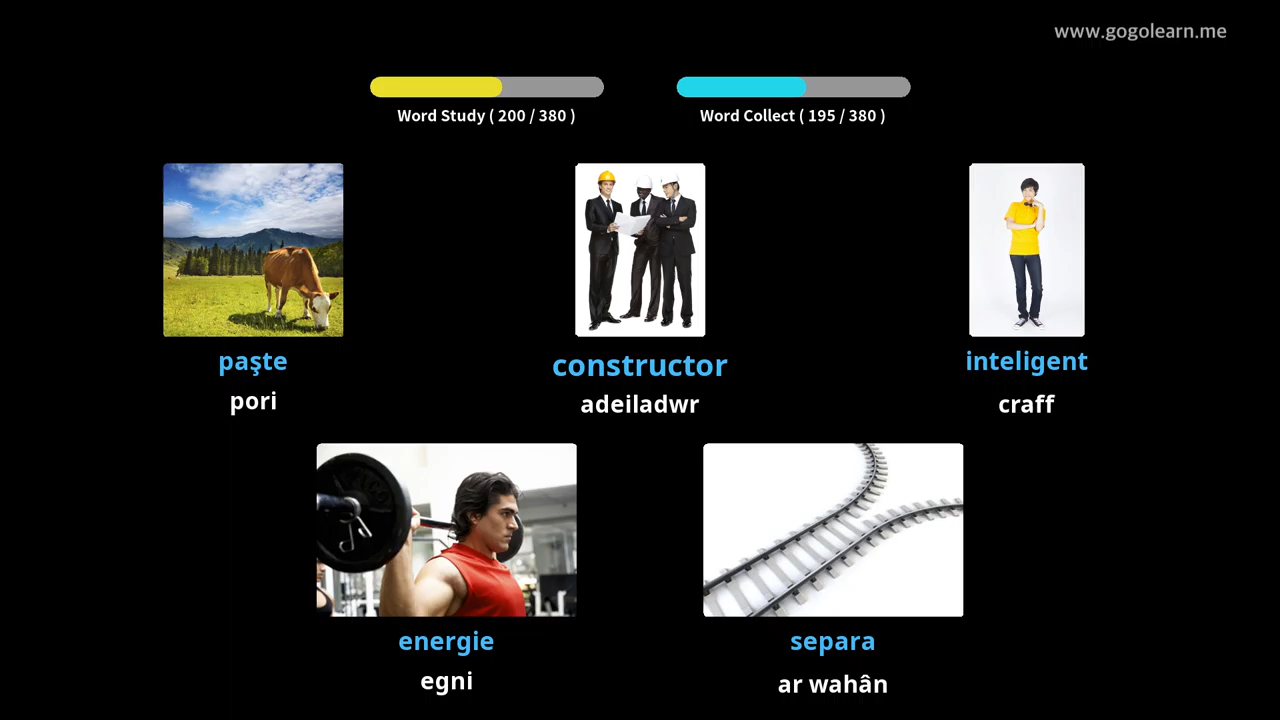 www.gogolearn.me
Word Study ( 200 / 380 )
Word Collect ( 195 / 380 )
paşte
pori
constructor
adeiladwr
inteligent
craff
energie
egni
separa
ar wahân